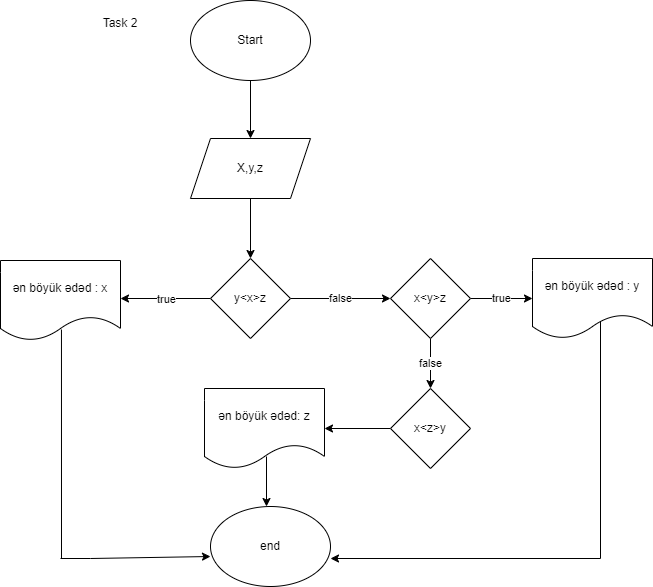 Task 2
Start
X,y,z
ən böyük ədəd : x
true
y<x>z
false
x<y>z
true
ən böyük ədəd : y
false
ən böyük ədəd: z
x<z>y
end